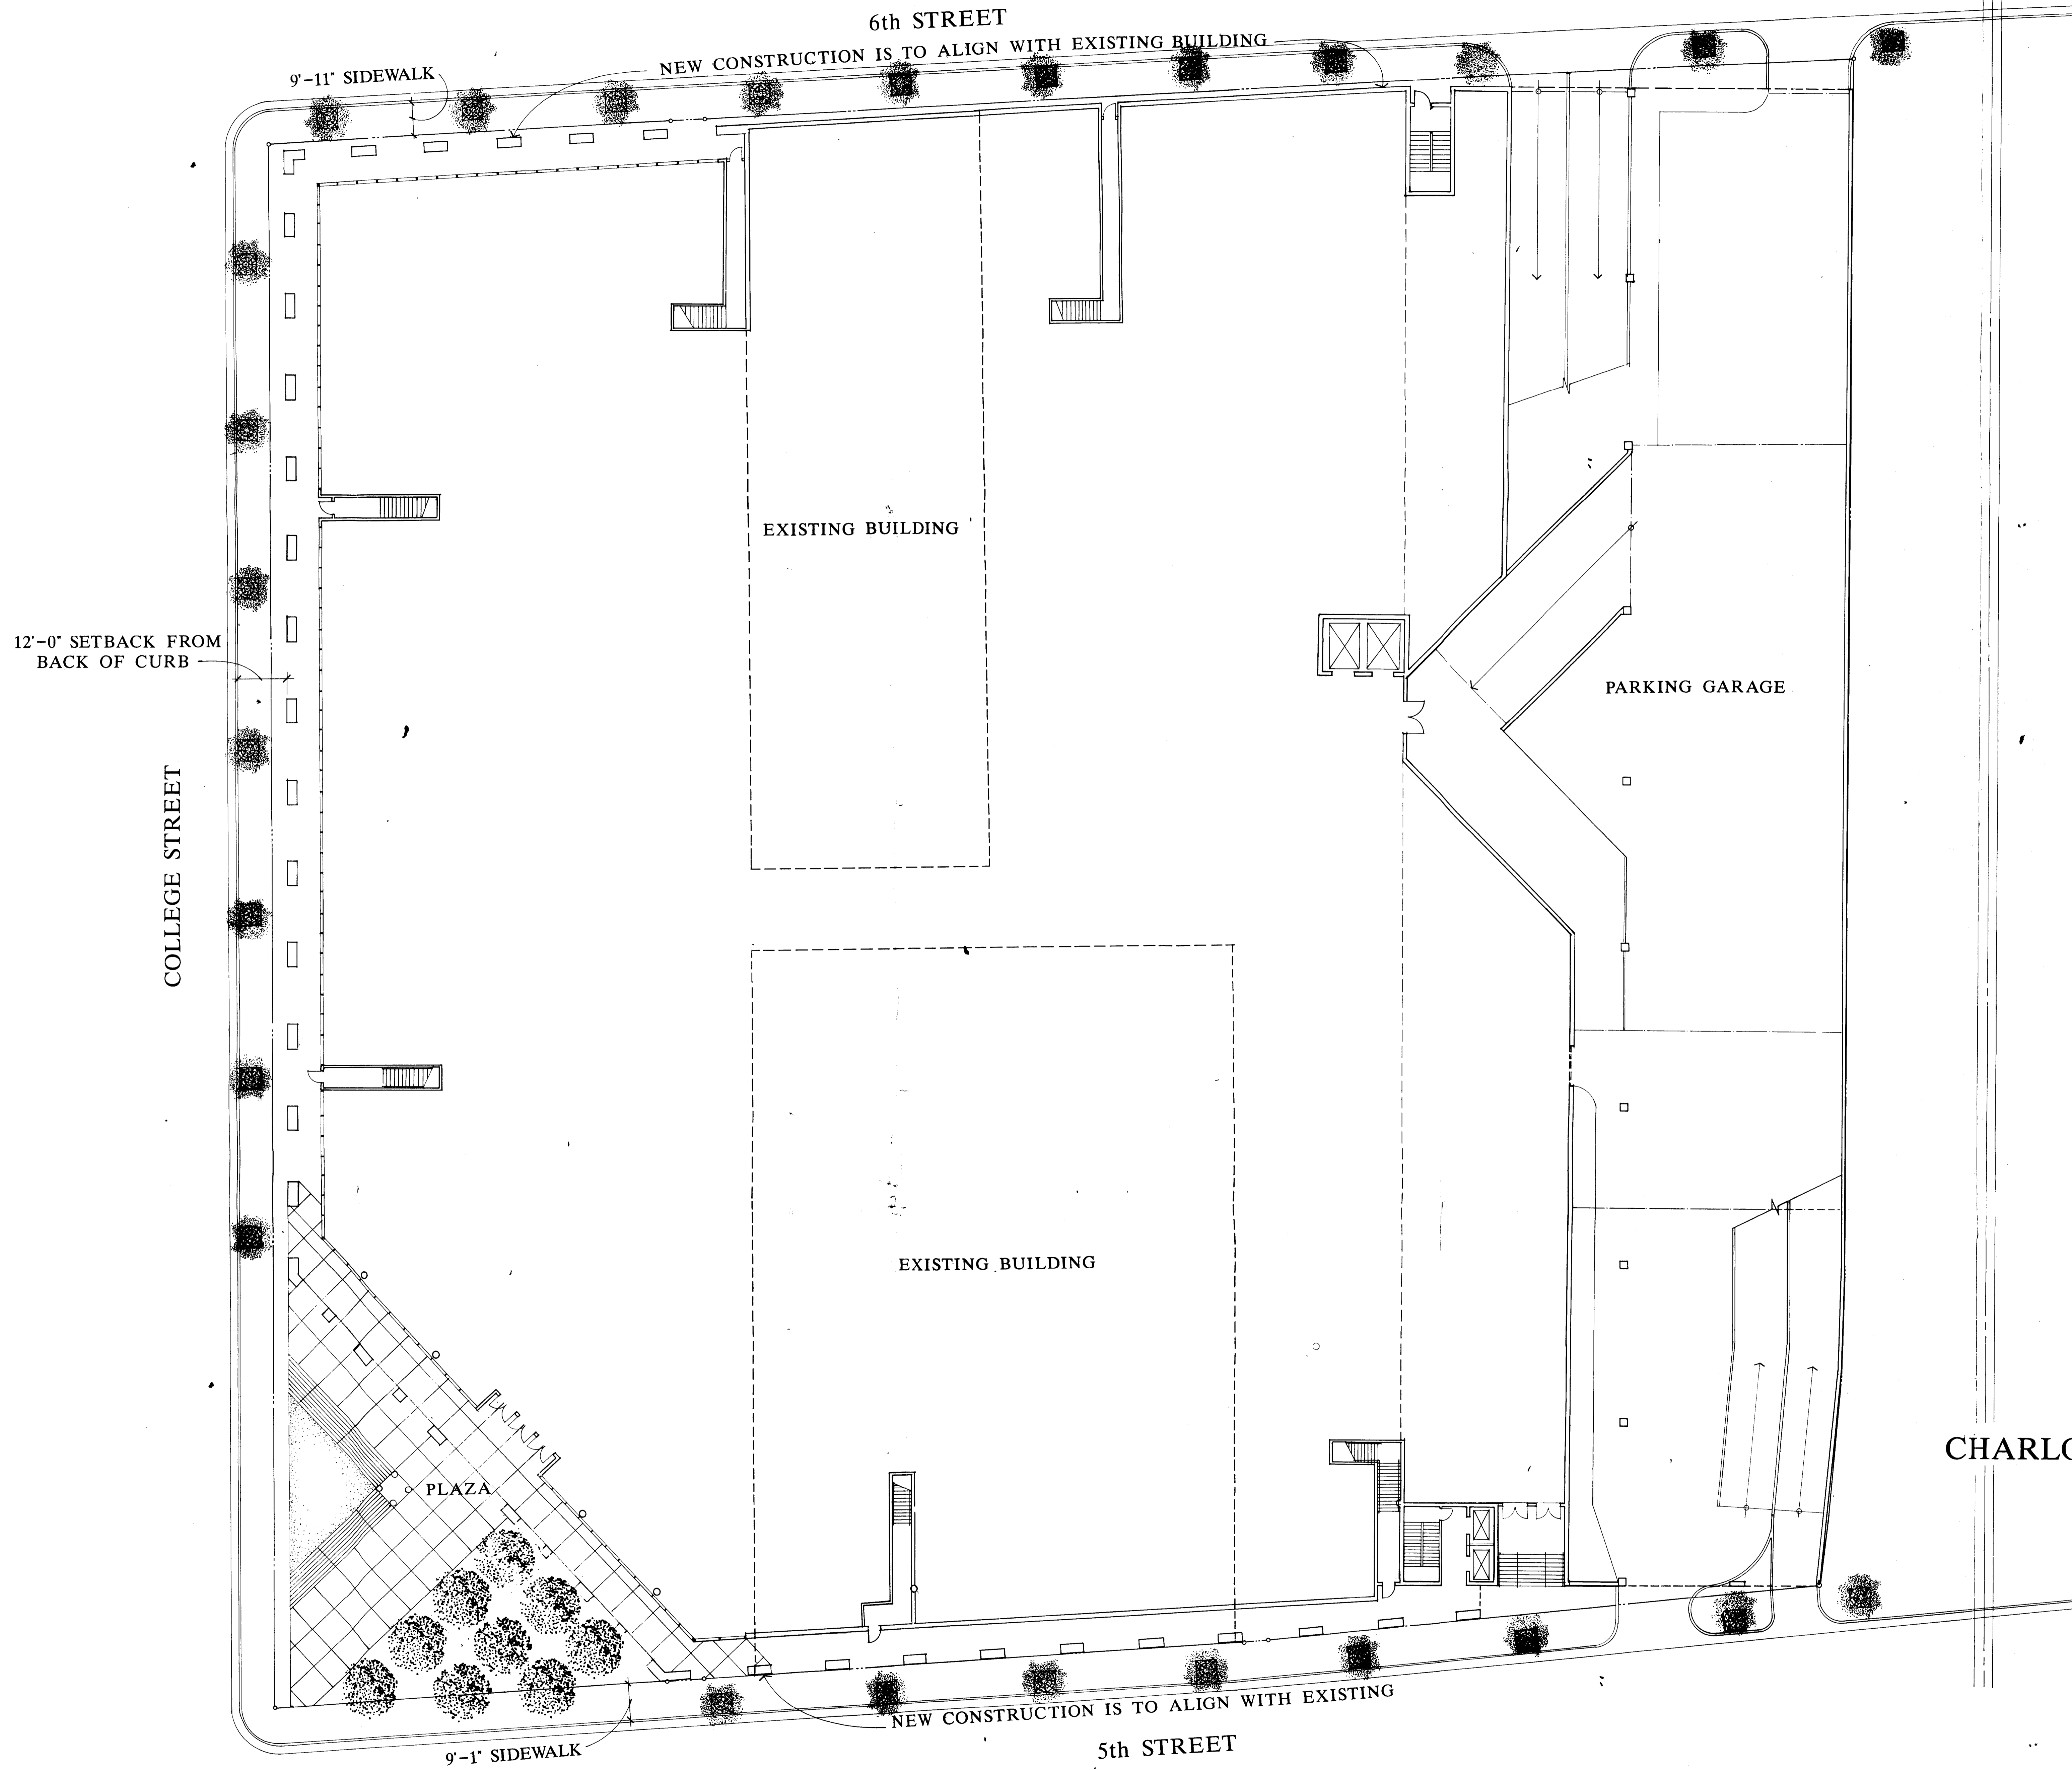 6th STREET
NEW CONSTRUCTION IS TO ALIGN WITH EXISTING BUILDING
9'-11" SIDEWALK
EXISTING BUILDING
12'-0" SETBACK FROM
BACK OF CURB
PARKING GARAGE
COLLEGE STREET
EXISTING BUILDING
CHARLO
PLAZA
NEW CONSTRUCTION IS TO ALIGN WITH EXISTING
9'-1" SIDEWALK
5th STREET